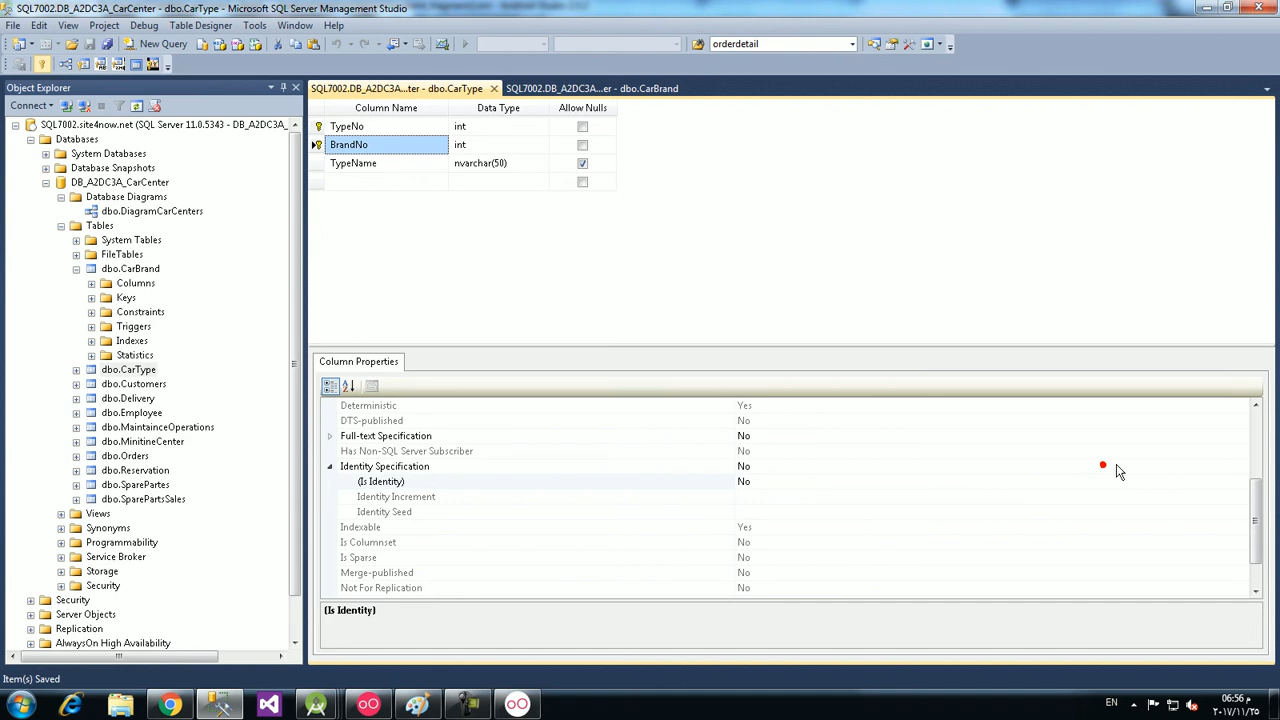 SQL7002.DB_A2DC3A_CarCenter - dbo.CarType - Microsoft SQL Server Management Studio
File Edit View Project Debug Table Designer Tools Window Help
New Query orderdetail
Object Explorer
SQL7002.DB_A2DC3A...ter - dbo.CarType SQL7002.DB_A2DC3A...er - dbo.CarBrand
Connect
Column Name Data Type Allow Nulls
TypeNo int
BrandNo int
TypeName nvarchar(50)
SQL7002.site4now.net (SQL Server 11.0.5343 - DB_A2DC3A_
Databases
System Databases
Database Snapshots
DB_A2DC3A_CarCenter
Database Diagrams
dbo.DiagramCarCenters
Tables
System Tables
FileTables
dbo.CarBrand
Columns
Keys
Constraints
Triggers
Indexes
Statistics
dbo.CarType
dbo.Customers
dbo.Delivery
dbo.Employee
dbo.MaintainceOperations
dbo.MinitineCenter
dbo.Orders
dbo.Reservation
dbo.SparePartes
dbo.SparePartsSales
Views
Synonyms
Programmability
Service Broker
Storage
Security
Security
Server Objects
Replication
AlwaysOn High Availability
Column Properties
Deterministic Yes
DTS-published No
Full-text Specification No
Has Non-SQL Server Subscriber No
Identity Specification No
(Is Identity) No
Identity Increment
Identity Seed
Indexable Yes
Is Columnset No
Is Sparse No
Merge-published No
Not For Replication No
(Is Identity)
Item(s) Saved
EN
06:56 م
٢٠١٧/١١/٢٥